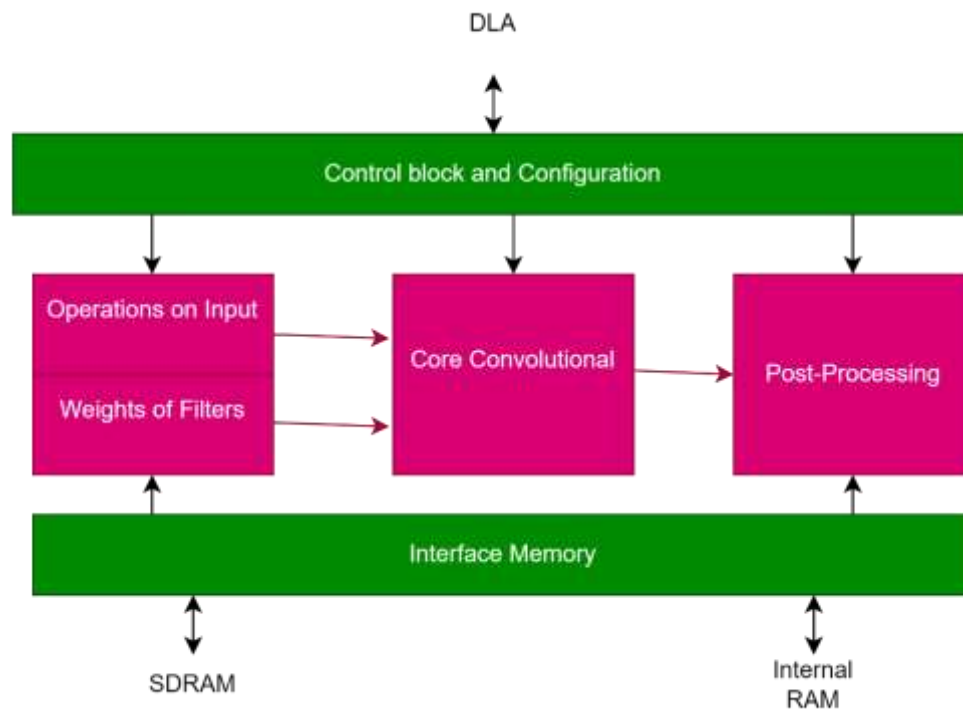 DLA
Control block and Configuration
Operations on Input
Weights of Filters
Core Convolutional
Post-Processing
Interface Memory
SDRAM
Internal
RAM